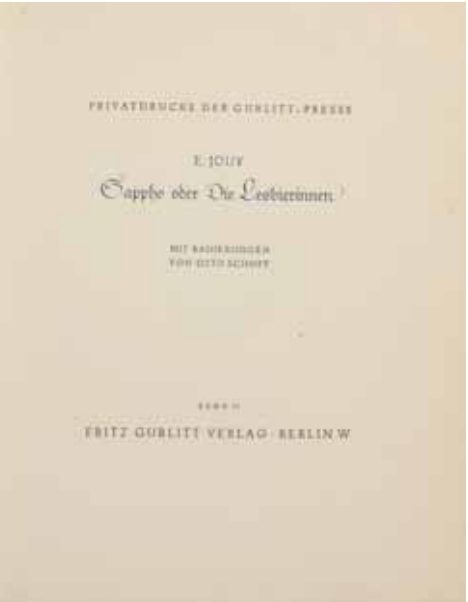 PRIVATDRUCKE DER GURLITT-PRESSE
E. JOUY
Sappho oder Die Lesbierinnen
MIT RADIERUNGEN
VON OTTO SCHOFF
FRITZ GURLITT VERLAG · BERLIN W